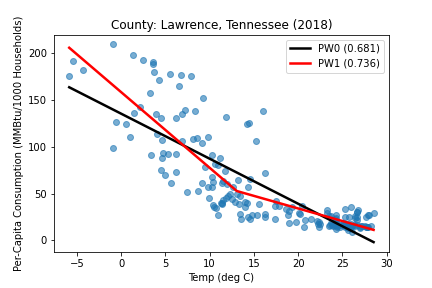 County: Lawrence, Tennessee (2018)
PW0 (0.681)
PW1 (0.736)
Per-Capita Consumption (MMBtu/1000 Households)
200
150
100
50
0
−5 0 5 10 15 20 25 30
Temp (deg C)